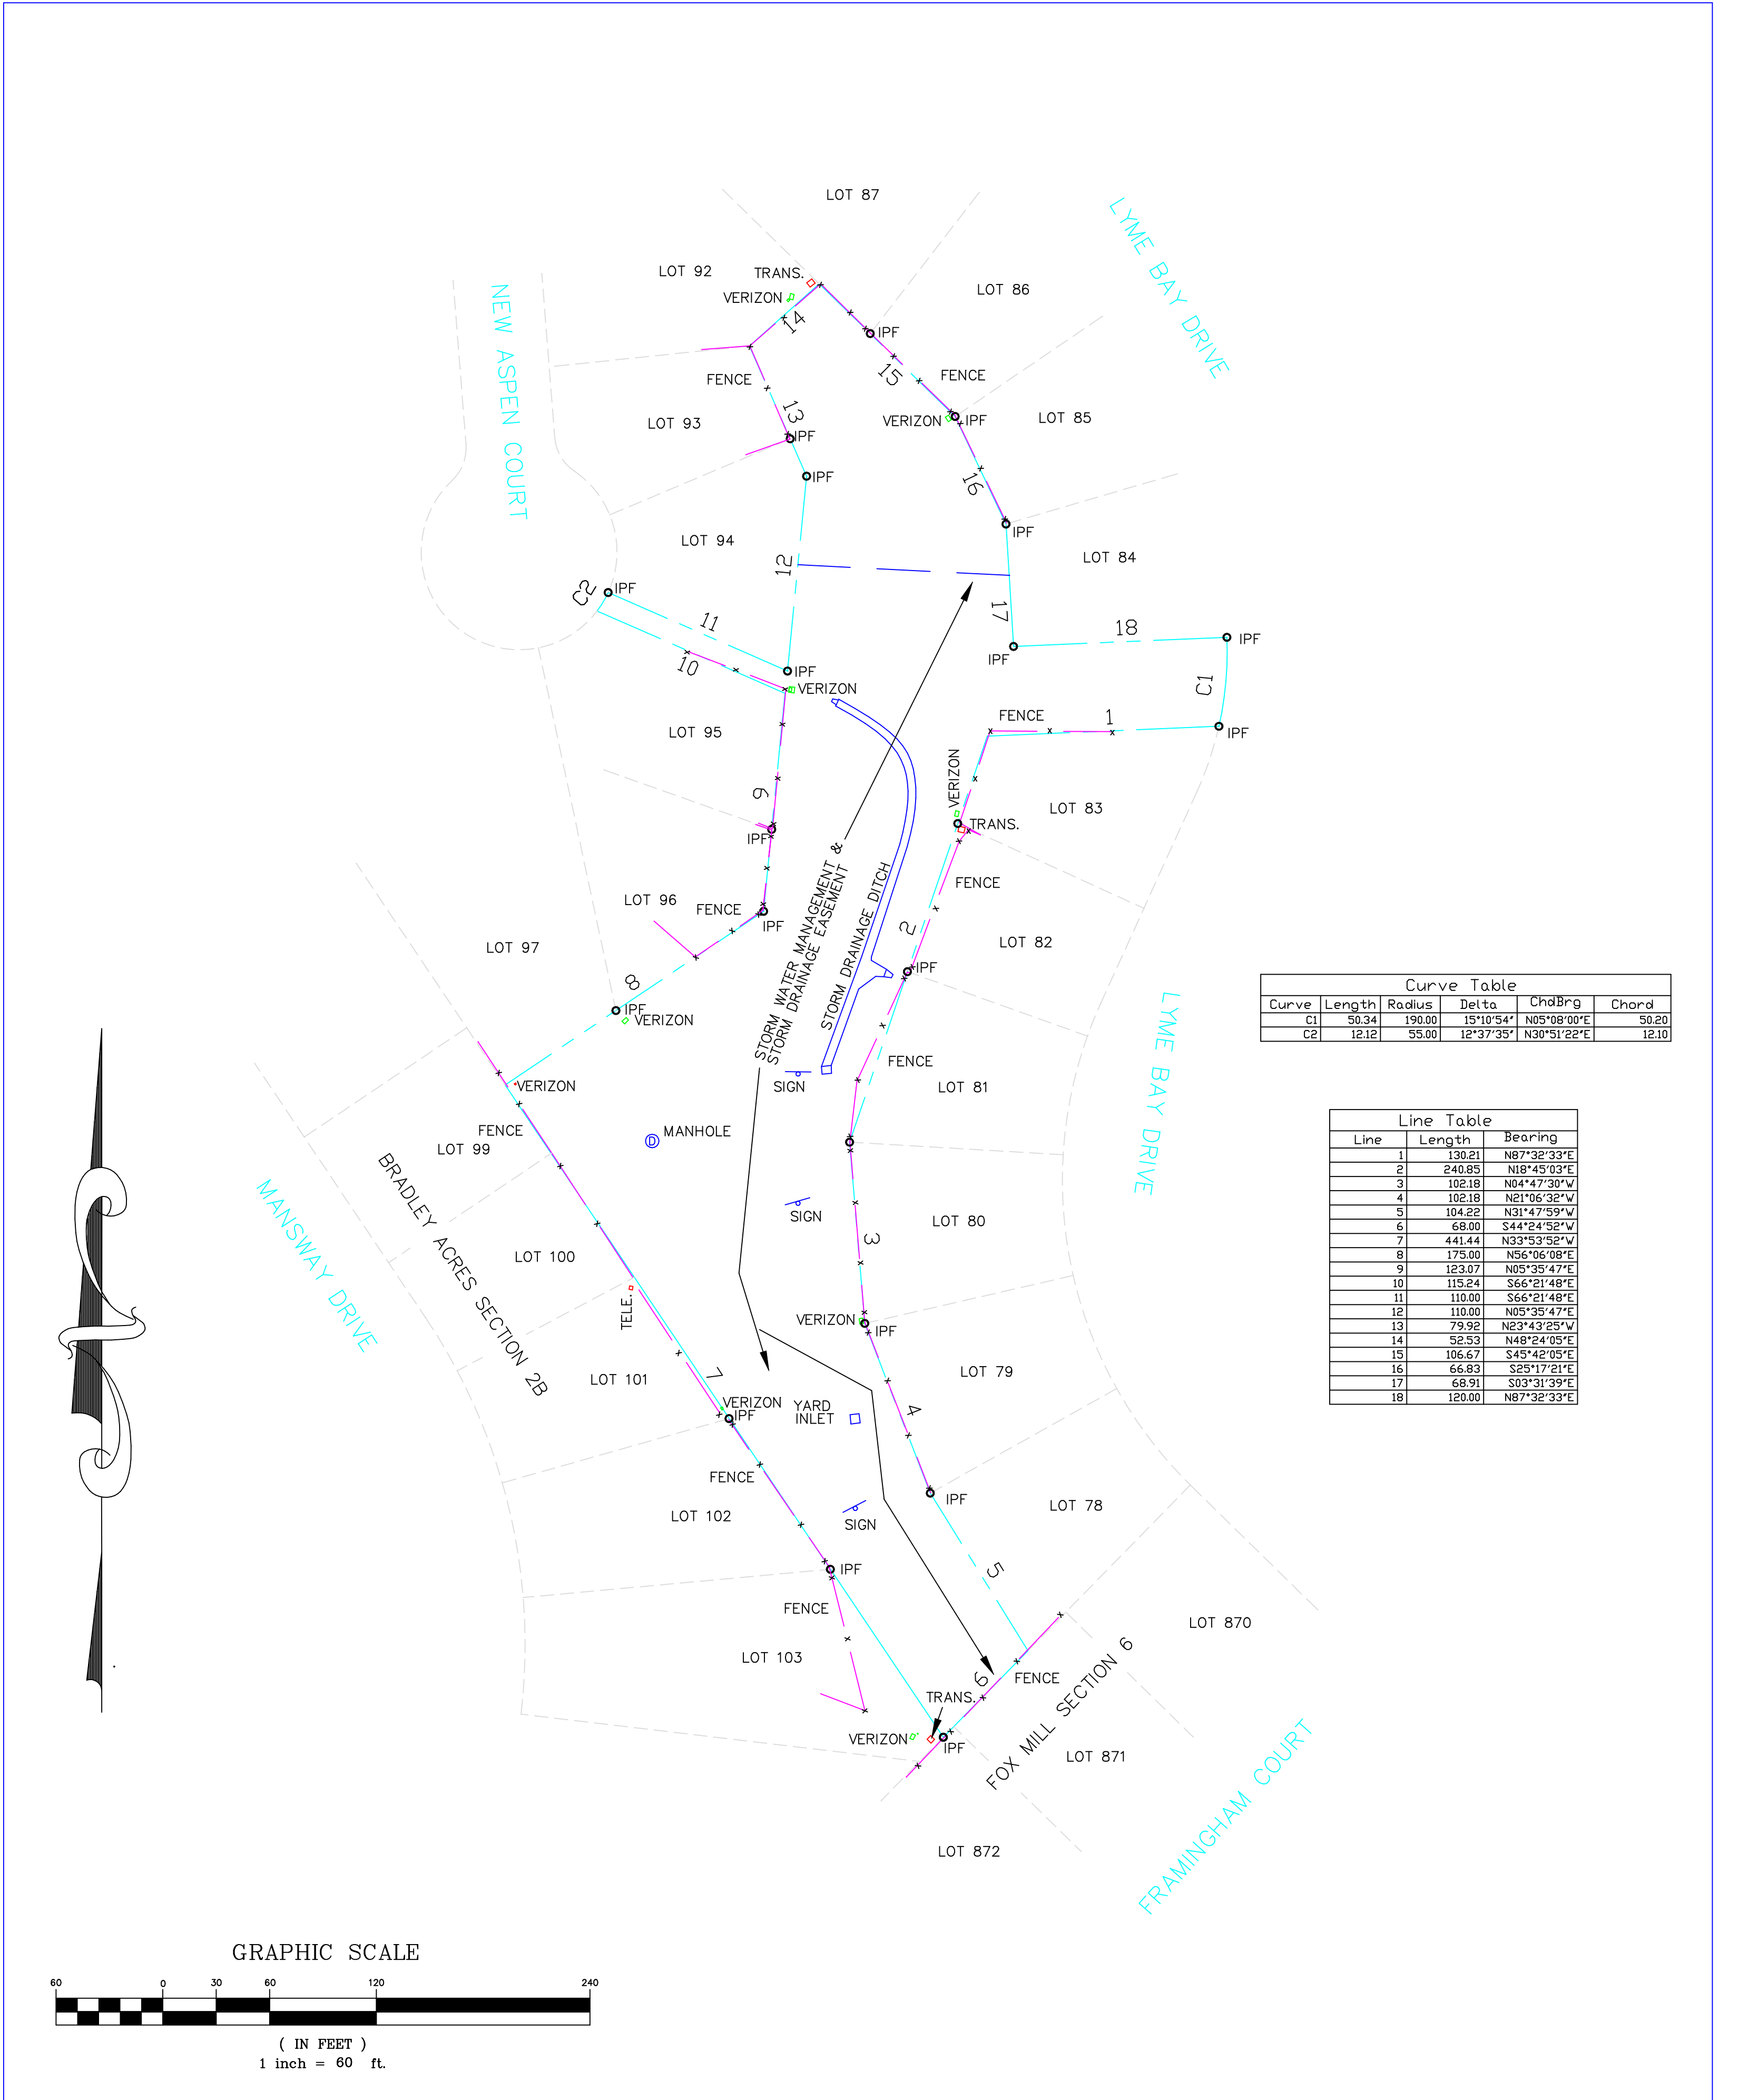 LOT 87
LYME BAY DRIVE
LOT 92
TRANS.
VERIZON
14
LOT 86
NEW ASPEN COURT
IPF
15
FENCE
FENCE
13
LOT 93
VERIZON
IPF
LOT 85
IPF
IPF
16
IPF
LOT 94
12
LOT 84
C2
IPF
11
17
18
IPF
IPF
10
IPF
VERIZON
C1
LOT 95
FENCE
1
IPF
VERIZON
9
LOT 83
IPF
TRANS.
STORM WATER MANAGEMENT &
STORM DRAINAGE EASEMENT
STORM DRAINAGE DITCH
FENCE
LOT 96
FENCE
IPF
2
LOT 82
LOT 97
IPF
8
IPF
VERIZON
LYME BAY DRIVE
Curve Table
Curve Length Radius Delta ChdBrg Chord
C1 50.34 190.00 15°10'54" N05°08'00"E 50.20
C2 12.12 55.00 12°37'35" N30°51'22"E 12.10
VERIZON
SIGN
FENCE
LOT 81
FENCE
LOT 99
D
MANHOLE
Line Table
Line Length Bearing
1 130.21 N87°32'33"E
2 240.85 N18°45'03"E
3 102.18 N04°47'30"W
4 102.18 N21°06'32"W
5 104.22 N31°47'59"W
6 68.00 S44°24'52"W
7 441.44 N33°53'52"W
8 175.00 N56°06'08"E
9 123.07 N05°35'47"E
10 115.24 S66°21'48"E
11 110.00 S66°21'48"E
12 110.00 N05°35'47"E
13 79.92 N23°43'25"W
14 52.53 N48°24'05"E
15 106.67 S45°42'05"E
16 66.83 S25°17'21"E
17 68.91 S03°31'39"E
18 120.00 N87°32'33"E
MANSWAY DRIVE
BRADLEY ACRES SECTION 2B
SIGN
LOT 80
3
LOT 100
TELE.
VERIZON
IPF
LOT 101
7
LOT 79
VERIZON
IPF
YARD
INLET
4
FENCE
IPF
LOT 102
SIGN
LOT 78
IPF
5
FENCE
LOT 870
LOT 103
FENCE
6
TRANS.
VERIZON
IPF
FOX MILL SECTION 6
LOT 871
FRAMINGHAM COURT
LOT 872
GRAPHIC SCALE
60 0 30 60 120 240
( IN FEET )
1 inch = 60 ft.